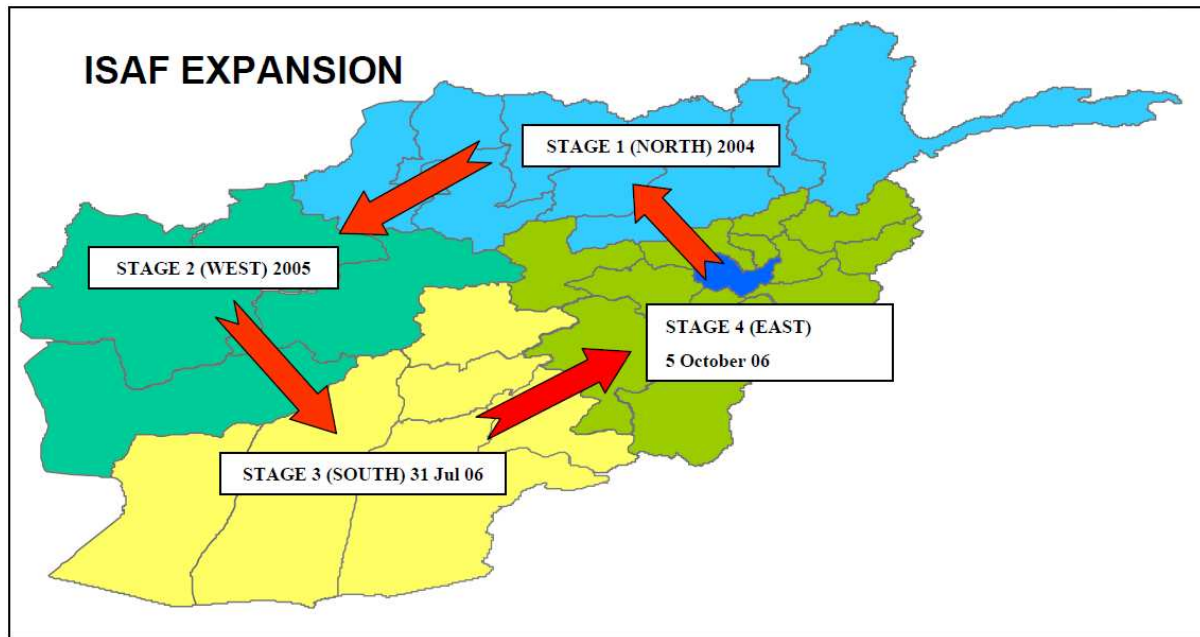 ISAF EXPANSION
STAGE 1 (NORTH) 2004
STAGE 2 (WEST) 2005
STAGE 4 (EAST)
5 October 06
STAGE 3 (SOUTH) 31 Jul 06